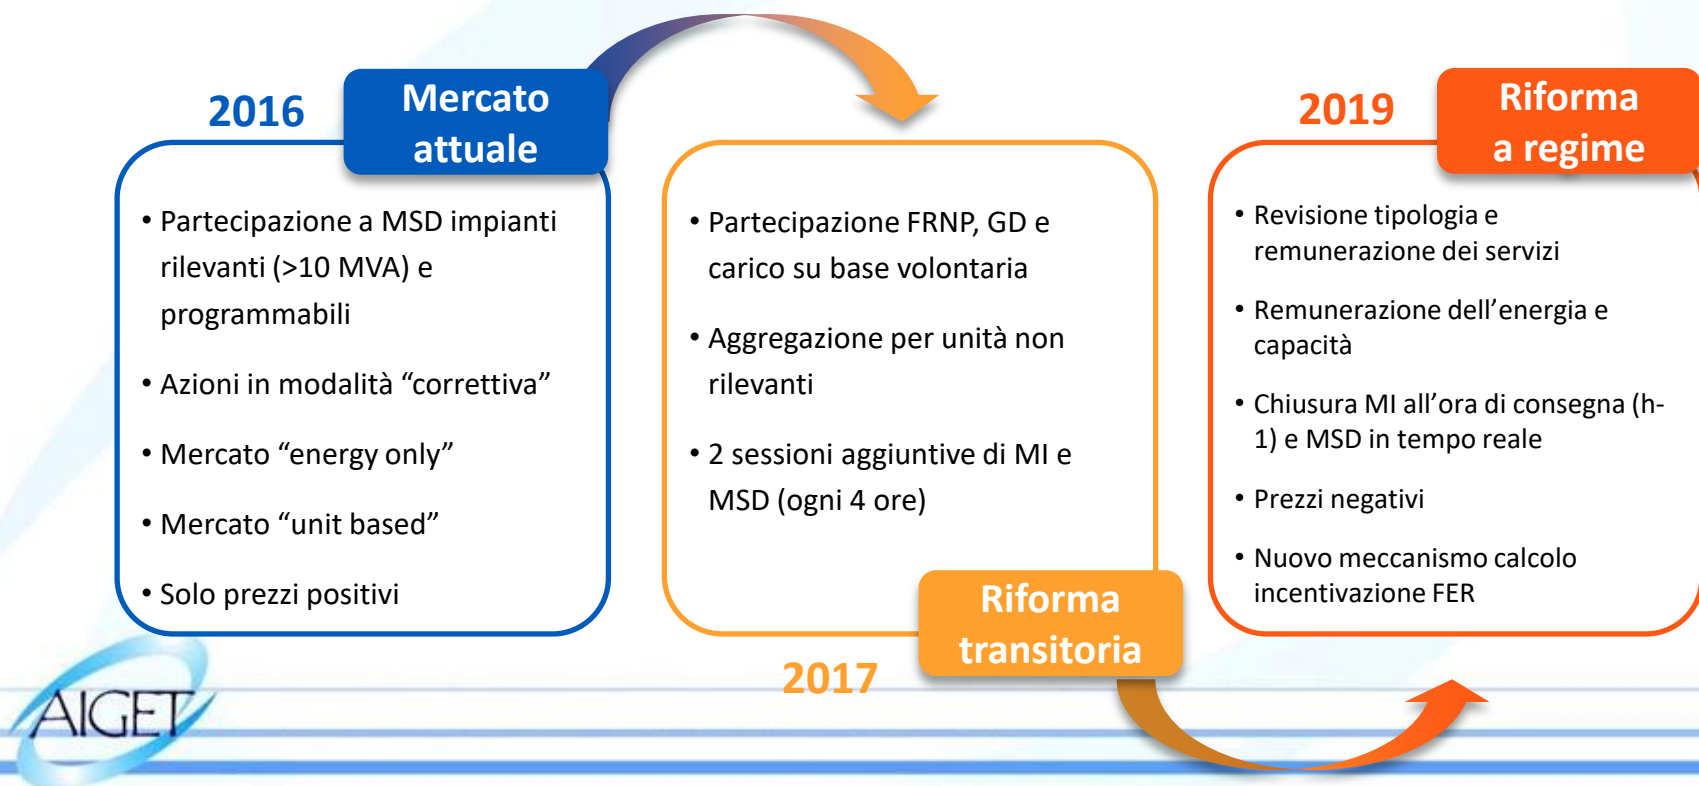 2016
Mercato
attuale
• Partecipazione a MSD impianti
rilevanti (>10 MVA) e
programmabili
• Azioni in modalità “correttiva”
• Mercato “energy only”
• Mercato “unit based”
• Solo prezzi positivi
• Partecipazione FRNP, GD e
carico su base volontaria
• Aggregazione per unità non
rilevanti
• 2 sessioni aggiuntive di MI e
MSD (ogni 4 ore)
Riforma
transitoria
2017
2019
Riforma
a regime
• Revisione tipologia e
remunerazione dei servizi
• Remunerazione dell’energia e
capacità
• Chiusura MI all’ora di consegna (h-
1) e MSD in tempo reale
• Prezzi negativi
• Nuovo meccanismo calcolo
incentivazione FER
AIGET